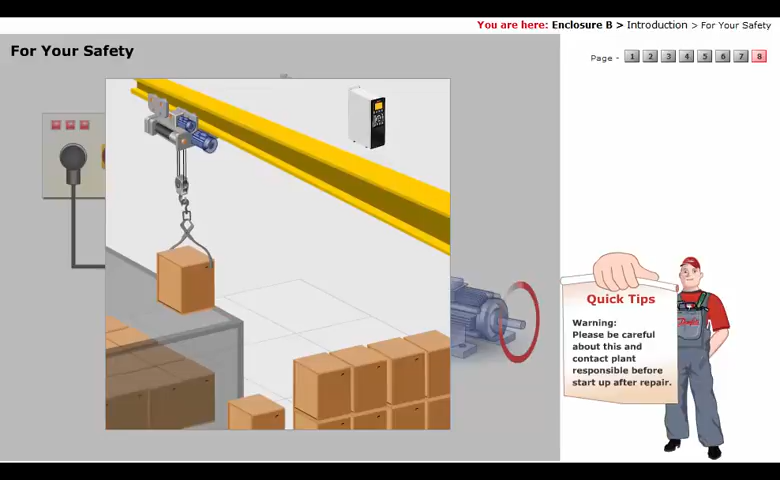 You are here: Enclosure B > Introduction > For Your Safety
For Your Safety
Page - 1 2 3 4 5 6 7 8
Quick Tips
Warning:
Please be careful
about this and
contact plant
responsible before
start up after repair.
Danfoss